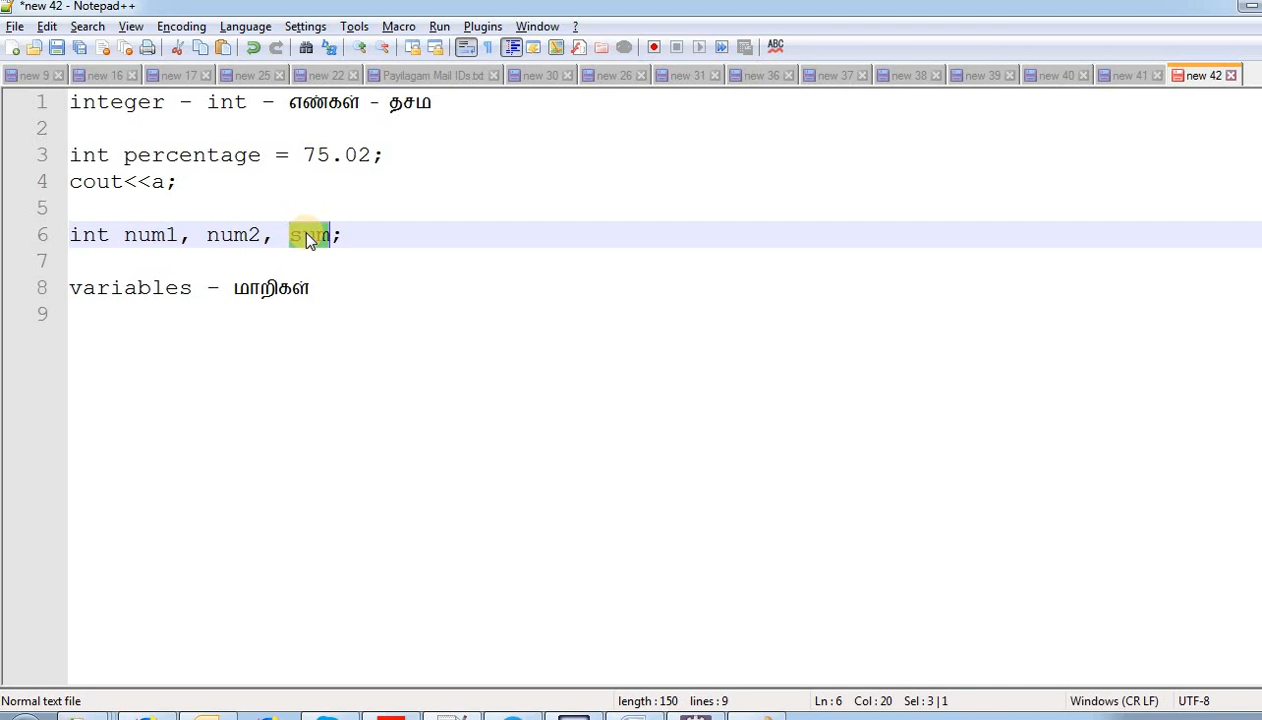 *new 42 - Notepad++
File Edit Search View Encoding Language Settings Tools Macro Run Plugins Window ?
new 9 new 16 new 17 new 25 new 22 Payilagam Mail IDs.txt new 30 new 26 new 31 new 36 new 37 new 38 new 39 new 40 new 41 new 42
1 integer - int - எண்கள் - தசம
2
3 int percentage = 75.02;
4 cout<<a;
5
6 int num1, num2, sum;
7
8 variables - மாறிகள்
9
Normal text file length : 150 lines : 9 Ln : 6 Col : 20 Sel : 3 | 1 Windows (CR LF) UTF-8